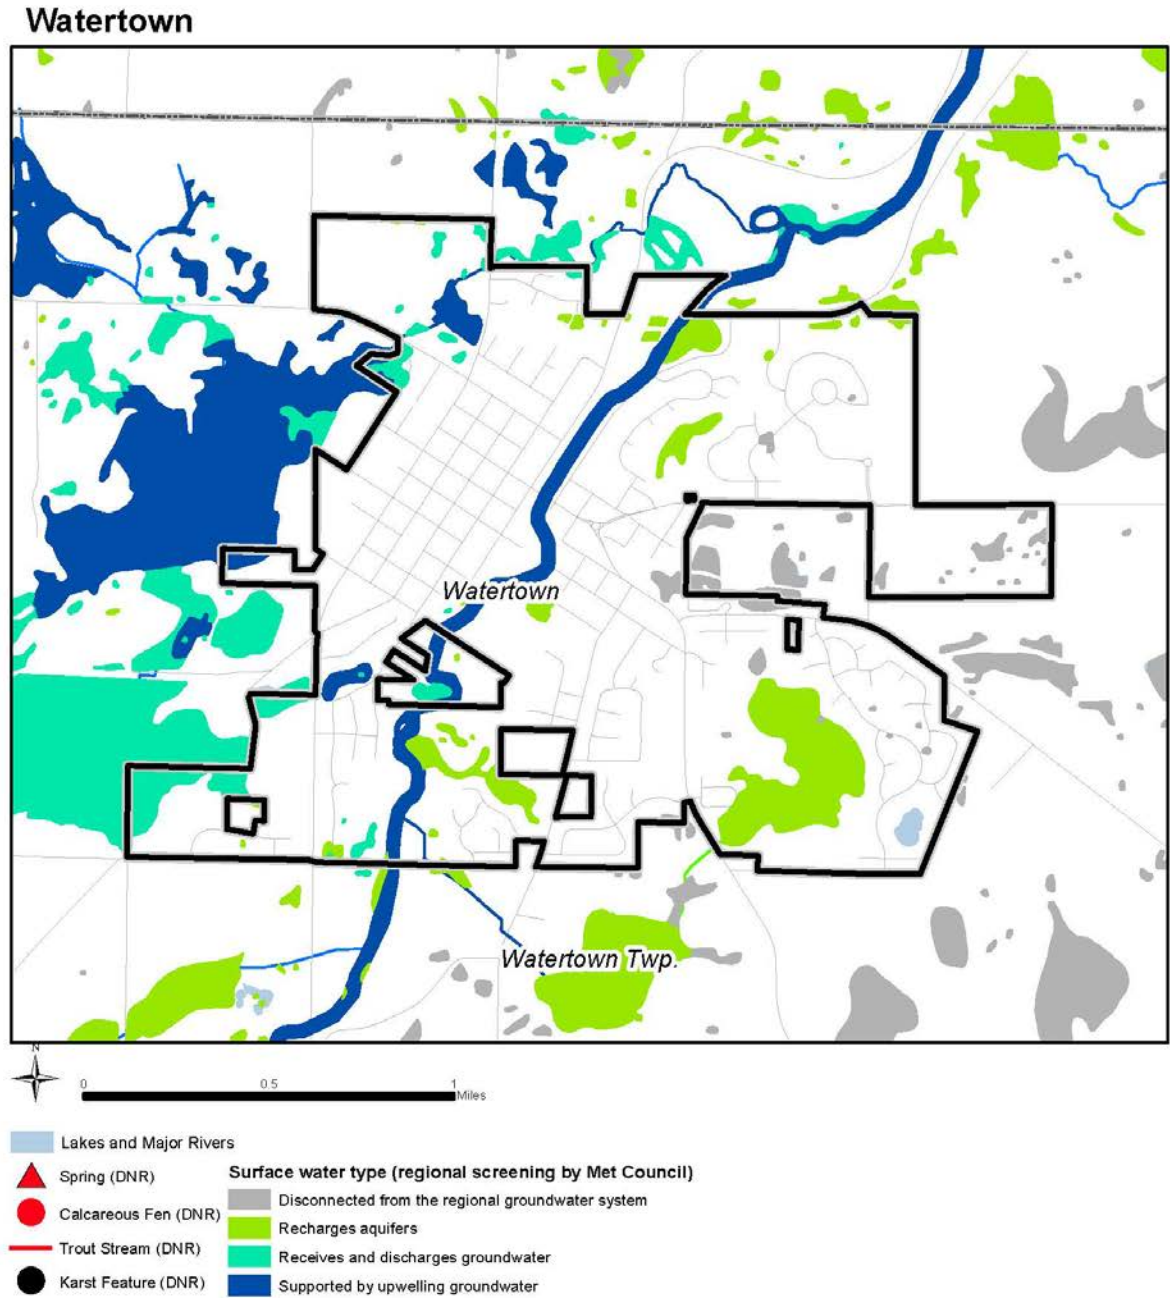 Watertown
Watertown
Watertown Twp.
N
0 0.5 1
Miles
Lakes and Major Rivers
Spring (DNR)
Calcareous Fen (DNR)
Trout Stream (DNR)
Karst Feature (DNR)
Surface water type (regional screening by Met Council)
Disconnected from the regional groundwater system
Recharges aquifers
Receives and discharges groundwater
Supported by upwelling groundwater